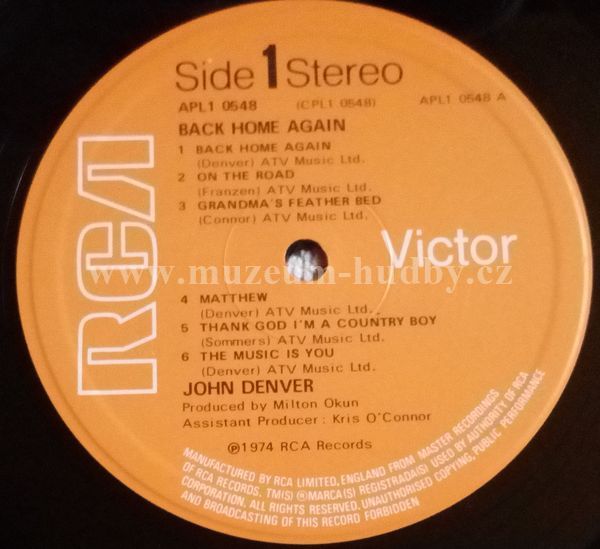 Side 1 Stereo
APL1 0548 (CPL1 0548) APL1 0548 A
BACK HOME AGAIN
1 BACK HOME AGAIN
(Denver) ATV Music Ltd.
2 ON THE ROAD
(Franzen) ATV Music Ltd.
3 GRANDMA'S FEATHER BED
(Connor) ATV Music Ltd.
RCA
Victor
www.muzeum-hudby.cz
4 MATTHEW
(Denver) ATV Music Ltd.
5 THANK GOD I'M A COUNTRY BOY
(Sommers) ATV Music Ltd.
6 THE MUSIC IS YOU
(Denver) ATV Music Ltd.
JOHN DENVER
Produced by Milton Okun
Assistant Producer: Kris O'Connor
℗1974 RCA Records
MANUFACTURED BY RCA LIMITED, ENGLAND FROM MASTER RECORDINGS
OF RCA RECORDS. TM(S) ® MARCA(S) REGISTRADA(S) USED BY AUTHORITY OF RCA
CORPORATION. ALL RIGHTS RESERVED. UNAUTHORISED COPYING, PUBLIC PERFORMANCE
AND BROADCASTING OF THIS RECORD FORBIDDEN